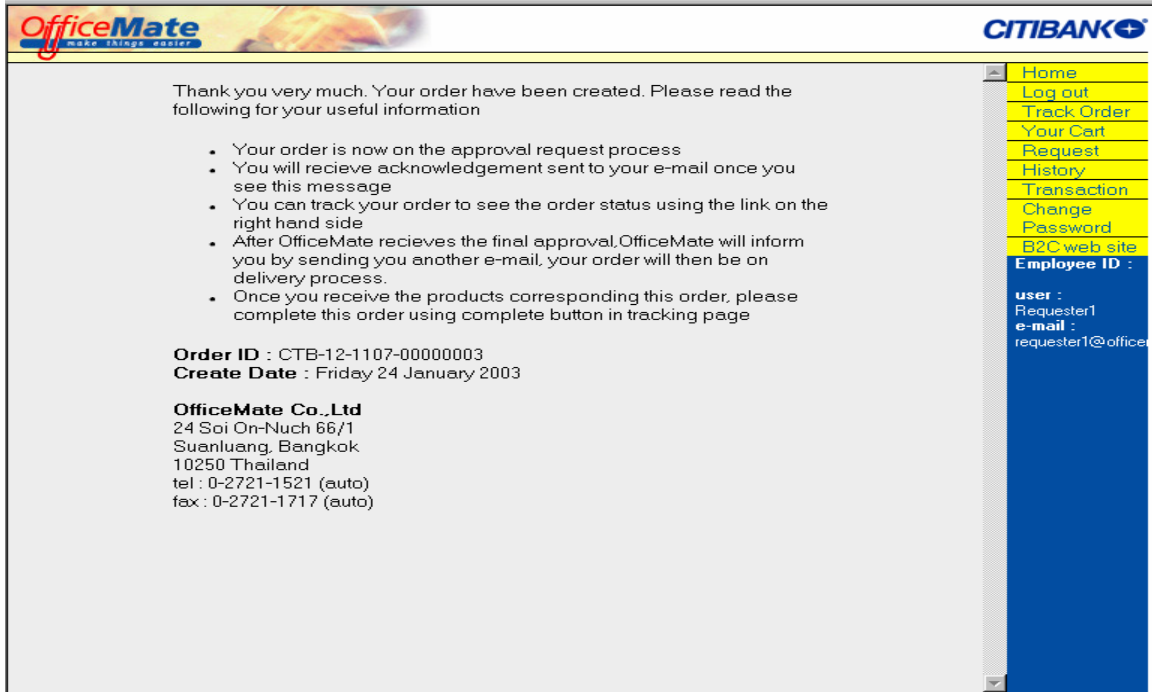 OfficeMate
make things easier
CITIBANK
Thank you very much. Your order have been created. Please read the
following for your useful information
• Your order is now on the approval request process
• You will recieve acknowledgement sent to your e-mail once you
see this message
• You can track your order to see the order status using the link on the
right hand side
• After OfficeMate recieves the final approval,OfficeMate will inform
you by sending you another e-mail, your order will then be on
delivery process.
• Once you receive the products corresponding this order, please
complete this order using complete button in tracking page
Order ID : CTB-12-1107-00000003
Create Date : Friday 24 January 2003
OfficeMate Co.,Ltd
24 Soi On-Nuch 66/1
Suanluang, Bangkok
10250 Thailand
tel : 0-2721-1521 (auto)
fax : 0-2721-1717 (auto)
Home
Log out
Track Order
Your Cart
Request
History
Transaction
Change
Password
B2C web site
Employee ID :
user :
Requester1
e-mail :
requester1@officer